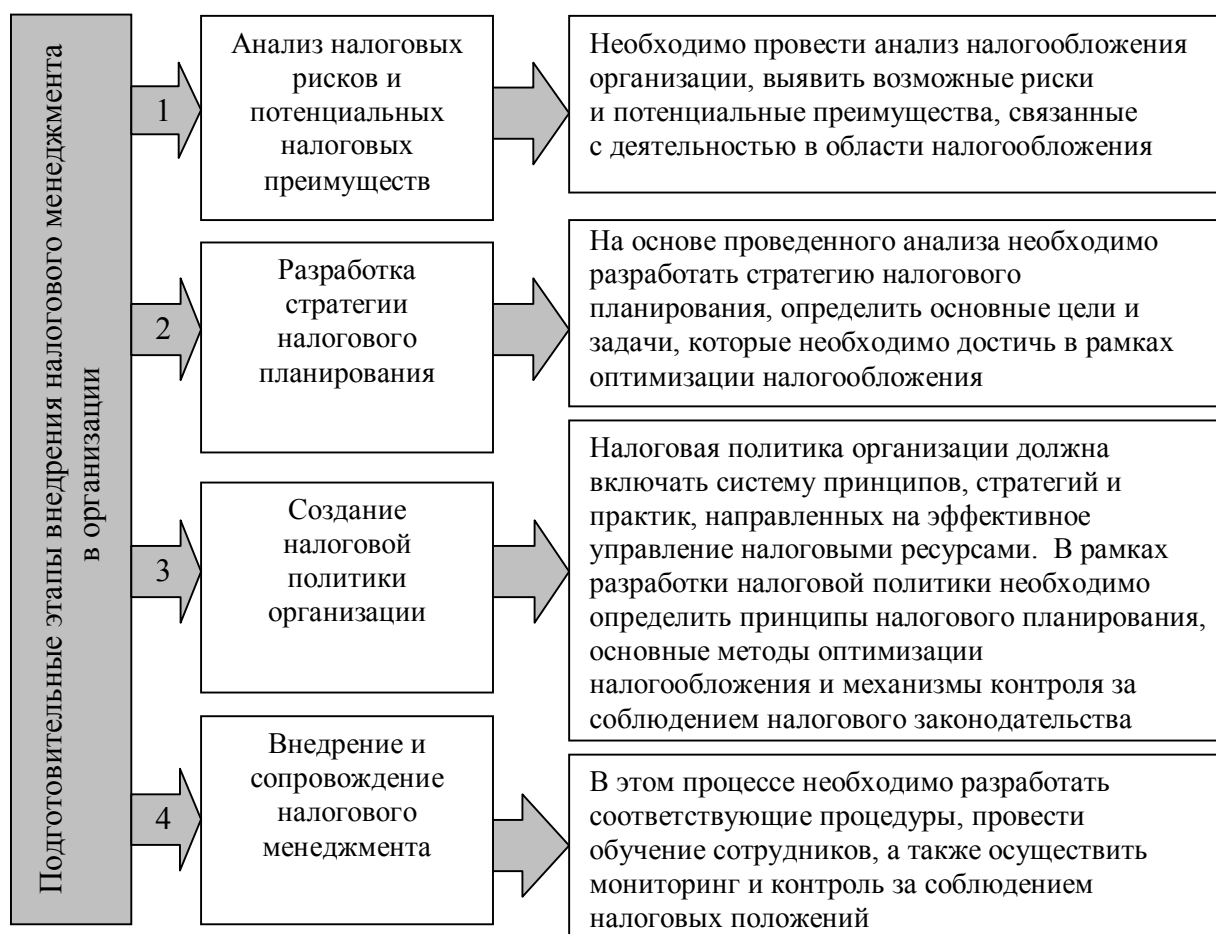 Подготовительные этапы внедрения налогового менеджмента
в организации
1
Анализ налоговых
рисков и
потенциальных
налоговых
преимуществ
Необходимо провести анализ налогообложения
организации, выявить возможные риски
и потенциальные преимущества, связанные
с деятельностью в области налогообложения
2
Разработка
стратегии
налогового
планирования
На основе проведенного анализа необходимо
разработать стратегию налогового
планирования, определить основные цели и
задачи, которые необходимо достичь в рамках
оптимизации налогообложения
3
Создание
налоговой
политики
организации
Налоговая политика организации должна
включать систему принципов, стратегий и
практик, направленных на эффективное
управление налоговыми ресурсами. В рамках
разработки налоговой политики необходимо
определить принципы налогового планирования,
основные методы оптимизации
налогообложения и механизмы контроля за
соблюдением налогового законодательства
4
Внедрение и
сопровождение
налогового
менеджмента
В этом процессе необходимо разработать
соответствующие процедуры, провести
обучение сотрудников, а также осуществить
мониторинг и контроль за соблюдением
налоговых положений